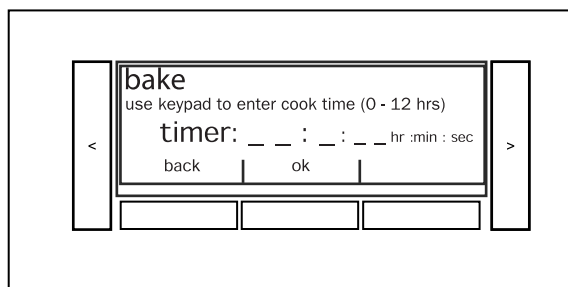 bake
use keypad to enter cook time (0 - 12 hrs)
< timer: _ _ : _ : _ _ hr :min : sec >
back ok